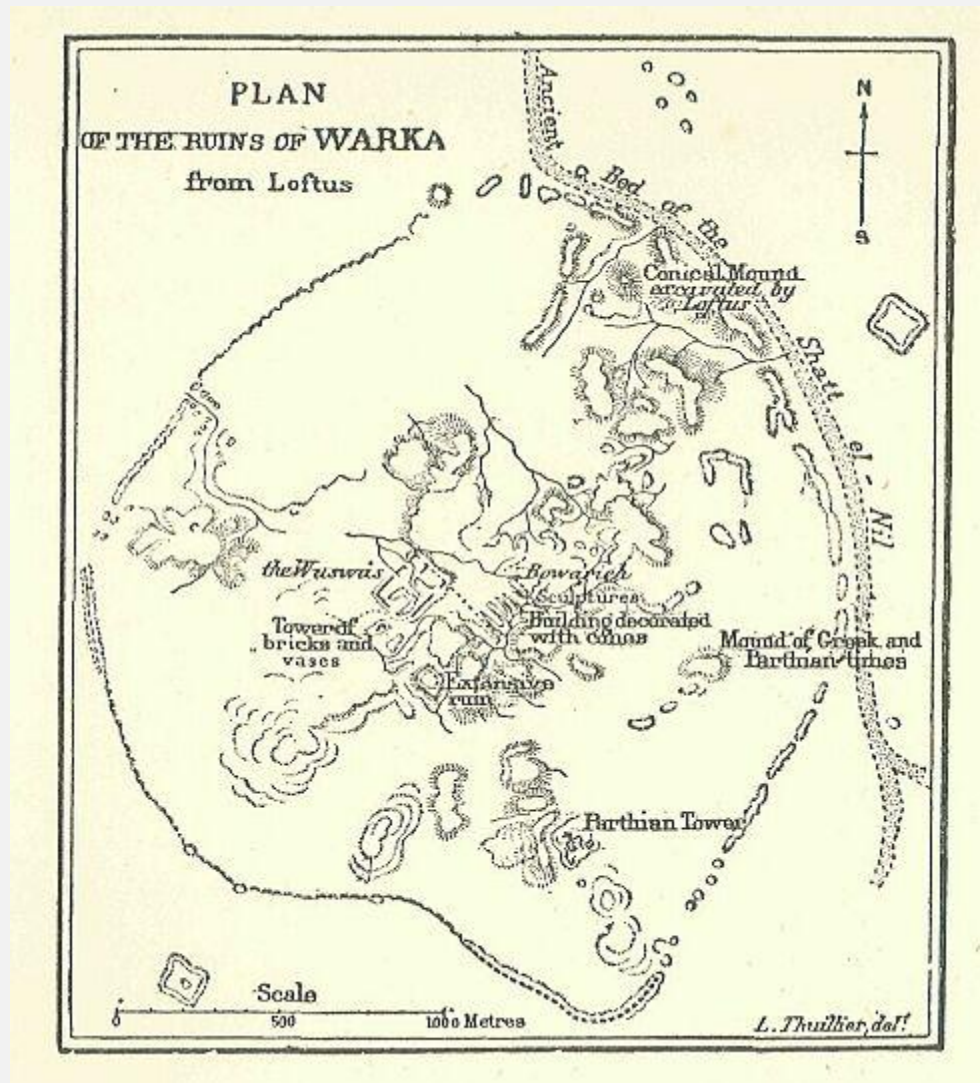 PLAN
OF THE RUINS OF WARKA
from Loftus
N
S
Ancient Bed of the Shatt el-Nil
Conical Mound
excavated by
Loftus
the Wuswas
Bowarieh
Sculptures
Building decorated
with cones
Tower of
bricks and
vases
Mound of Greek and
Parthian tombs
Extensive
ruin
Parthian Tower
Scale
0 500 1000 Metres
L. Thuillier, delt.